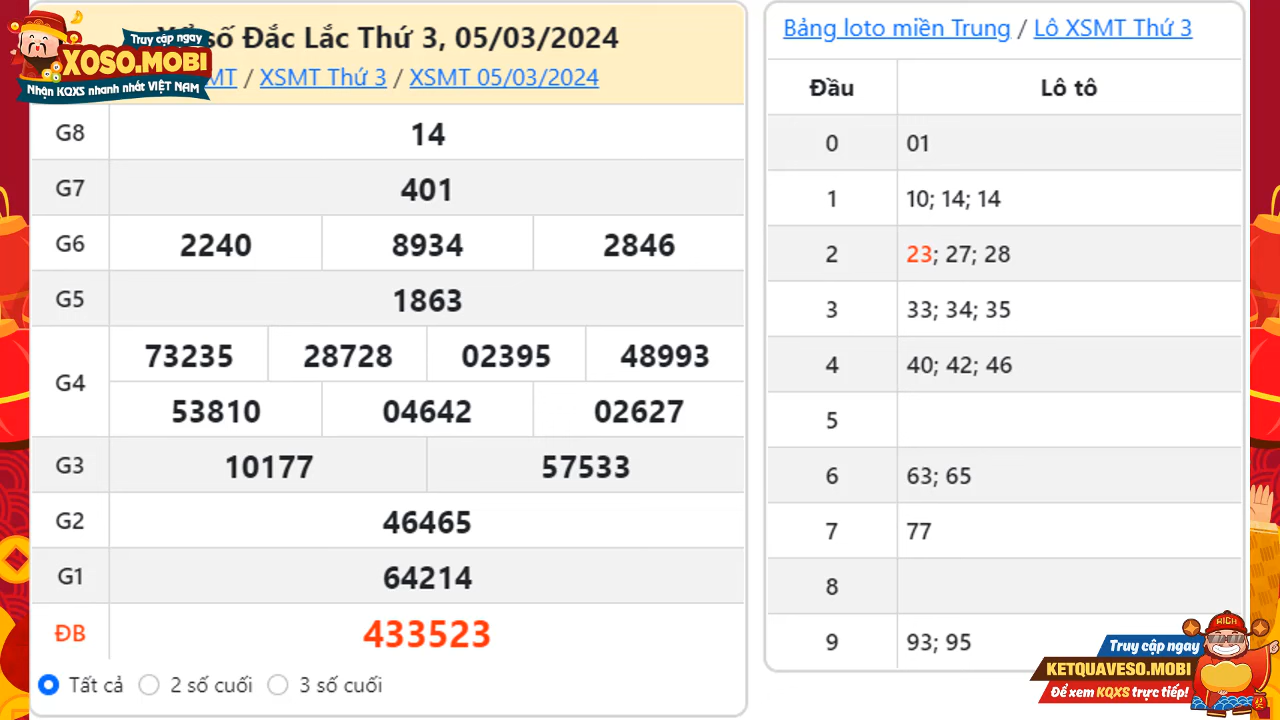 Truy cập ngay
XOSO.MOBI
Nhận KQXS nhanh nhất VIỆT NAM
số Đắc Lắc Thứ 3, 05/03/2024
MT / XSMT Thứ 3 / XSMT 05/03/2024
G8 14
G7 401
G6 2240 8934 2846
G5 1863
G4 73235 28728 02395 48993
53810 04642 02627
G3 10177 57533
G2 46465
G1 64214
ĐB 433523
Tất cả 2 số cuối 3 số cuối
Bảng loto miền Trung / Lô XSMT Thứ 3
Đầu Lô tô
0 01
1 10; 14; 14
2 23; 27; 28
3 33; 34; 35
4 40; 42; 46
5
6 63; 65
7 77
8
9 93; 95
RICH
Truy cập ngay
KETQUAVESO.MOBI
Để xem KQXS trực tiếp!